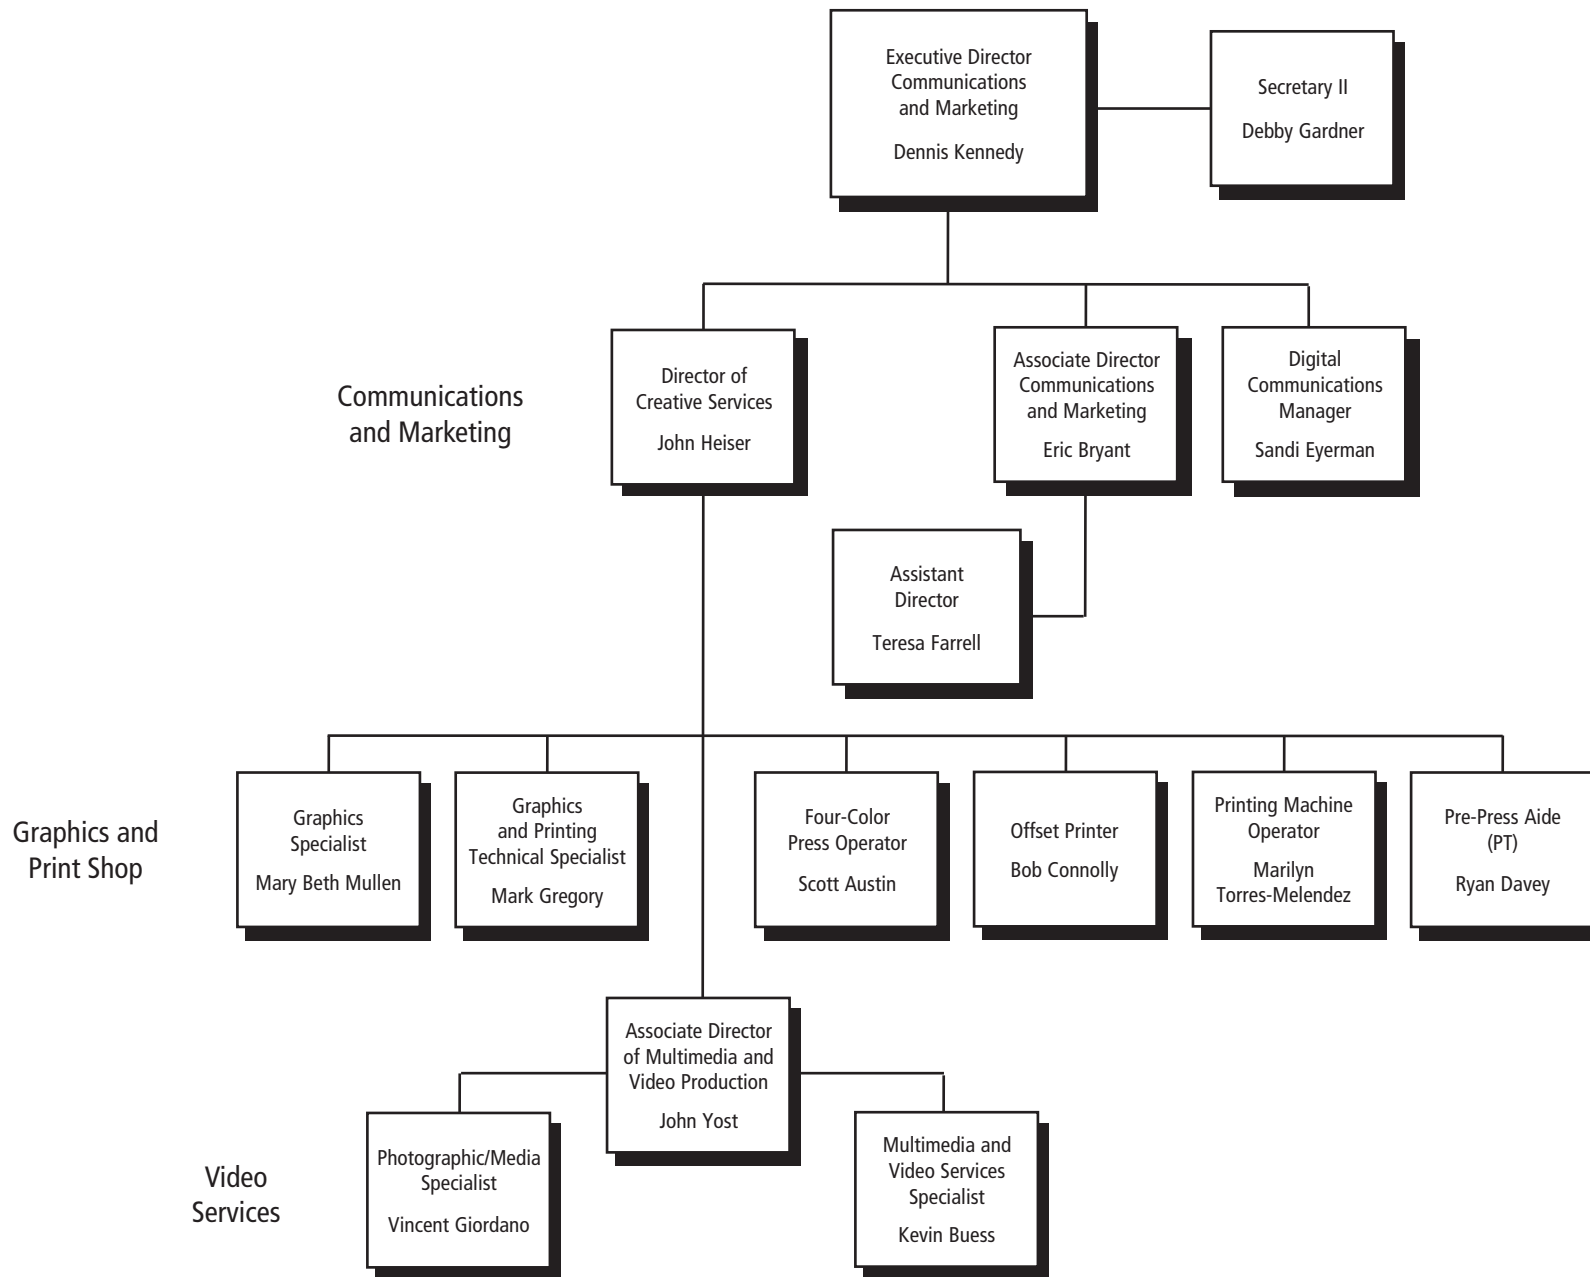 Executive Director
Communications
and Marketing
Dennis Kennedy
Secretary II
Debby Gardner
Communications
and Marketing
Director of
Creative Services
John Heiser
Associate Director
Communications
and Marketing
Eric Bryant
Digital
Communications
Manager
Sandi Eyerman
Assistant
Director
Teresa Farrell
Graphics and
Print Shop
Graphics
Specialist
Mary Beth Mullen
Graphics
and Printing
Technical Specialist
Mark Gregory
Four-Color
Press Operator
Scott Austin
Offset Printer
Bob Connolly
Printing Machine
Operator
Marilyn
Torres-Melendez
Pre-Press Aide
(PT)
Ryan Davey
Associate Director
of Multimedia and
Video Production
John Yost
Video
Services
Photographic/Media
Specialist
Vincent Giordano
Multimedia and
Video Services
Specialist
Kevin Buess